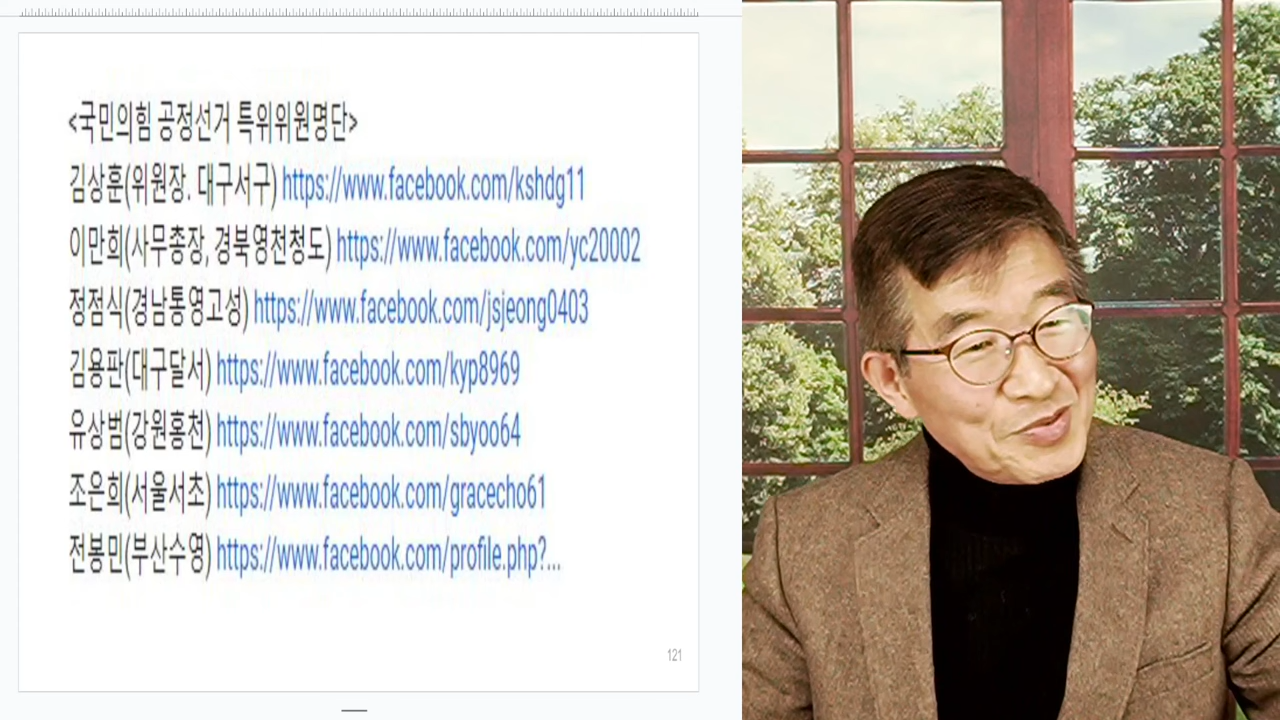 <국민의힘 공정선거 특위위원명단>
김상훈(위원장. 대구서구) https://www.facebook.com/kshdg11
이만희(사무총장, 경북영천청도) https://www.facebook.com/yc20002
정점식(경남통영고성) https://www.facebook.com/jsjeong0403
김용판(대구달서) https://www.facebook.com/kyp8969
유상범(강원홍천) https://www.facebook.com/sbyoo64
조은희(서울서초) https://www.facebook.com/gracecho61
전봉민(부산수영) https://www.facebook.com/profile.php?...
121